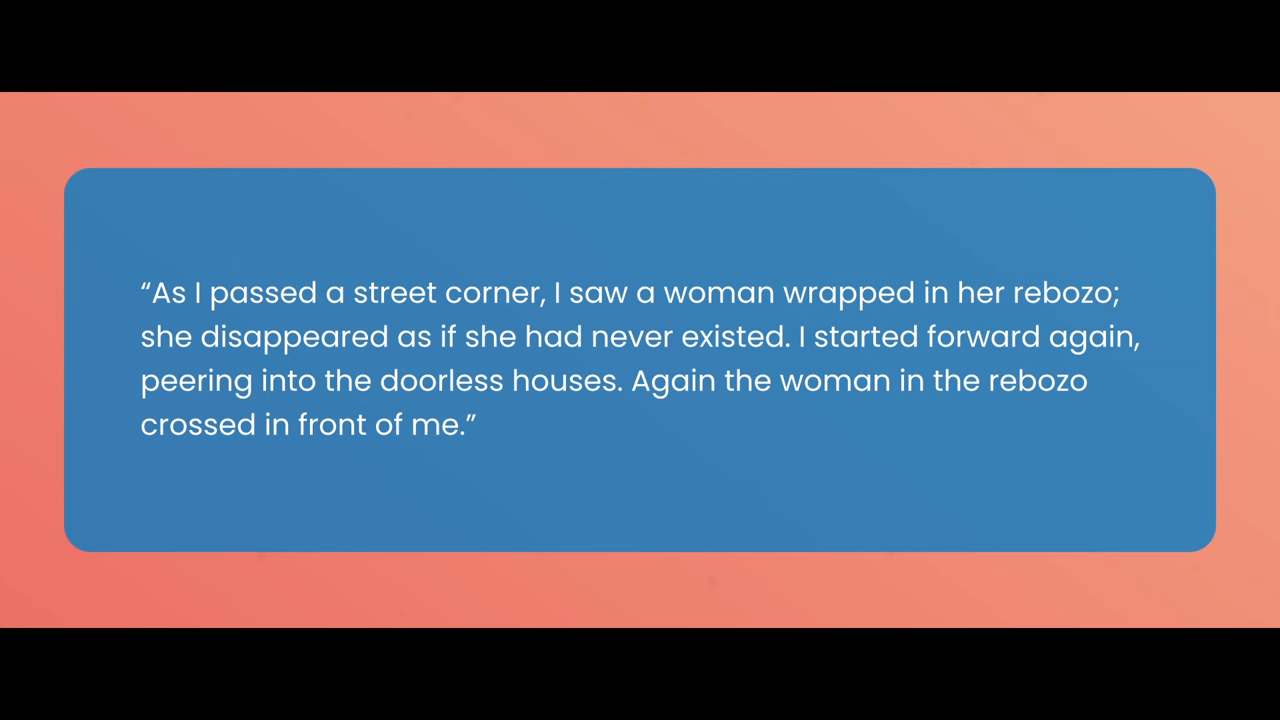 “As I passed a street corner, I saw a woman wrapped in her rebozo;
she disappeared as if she had never existed. I started forward again,
peering into the doorless houses. Again the woman in the rebozo
crossed in front of me.”